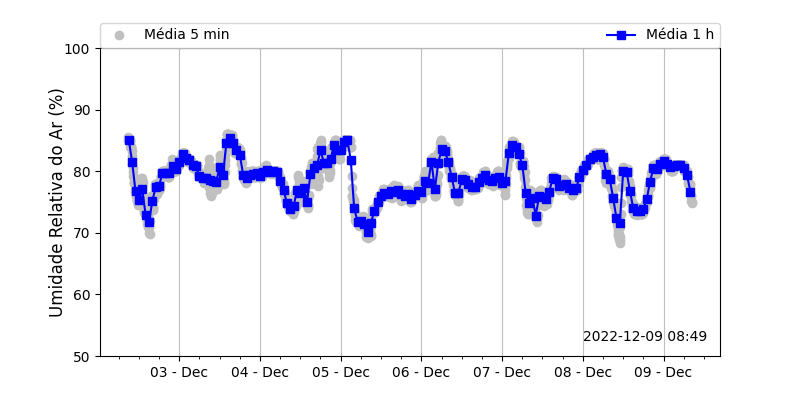 Média 5 min Média 1 h
Umidade Relativa do Ar (%)
100
90
80
70
60
50
2022-12-09 08:49
03 - Dec 04 - Dec 05 - Dec 06 - Dec 07 - Dec 08 - Dec 09 - Dec